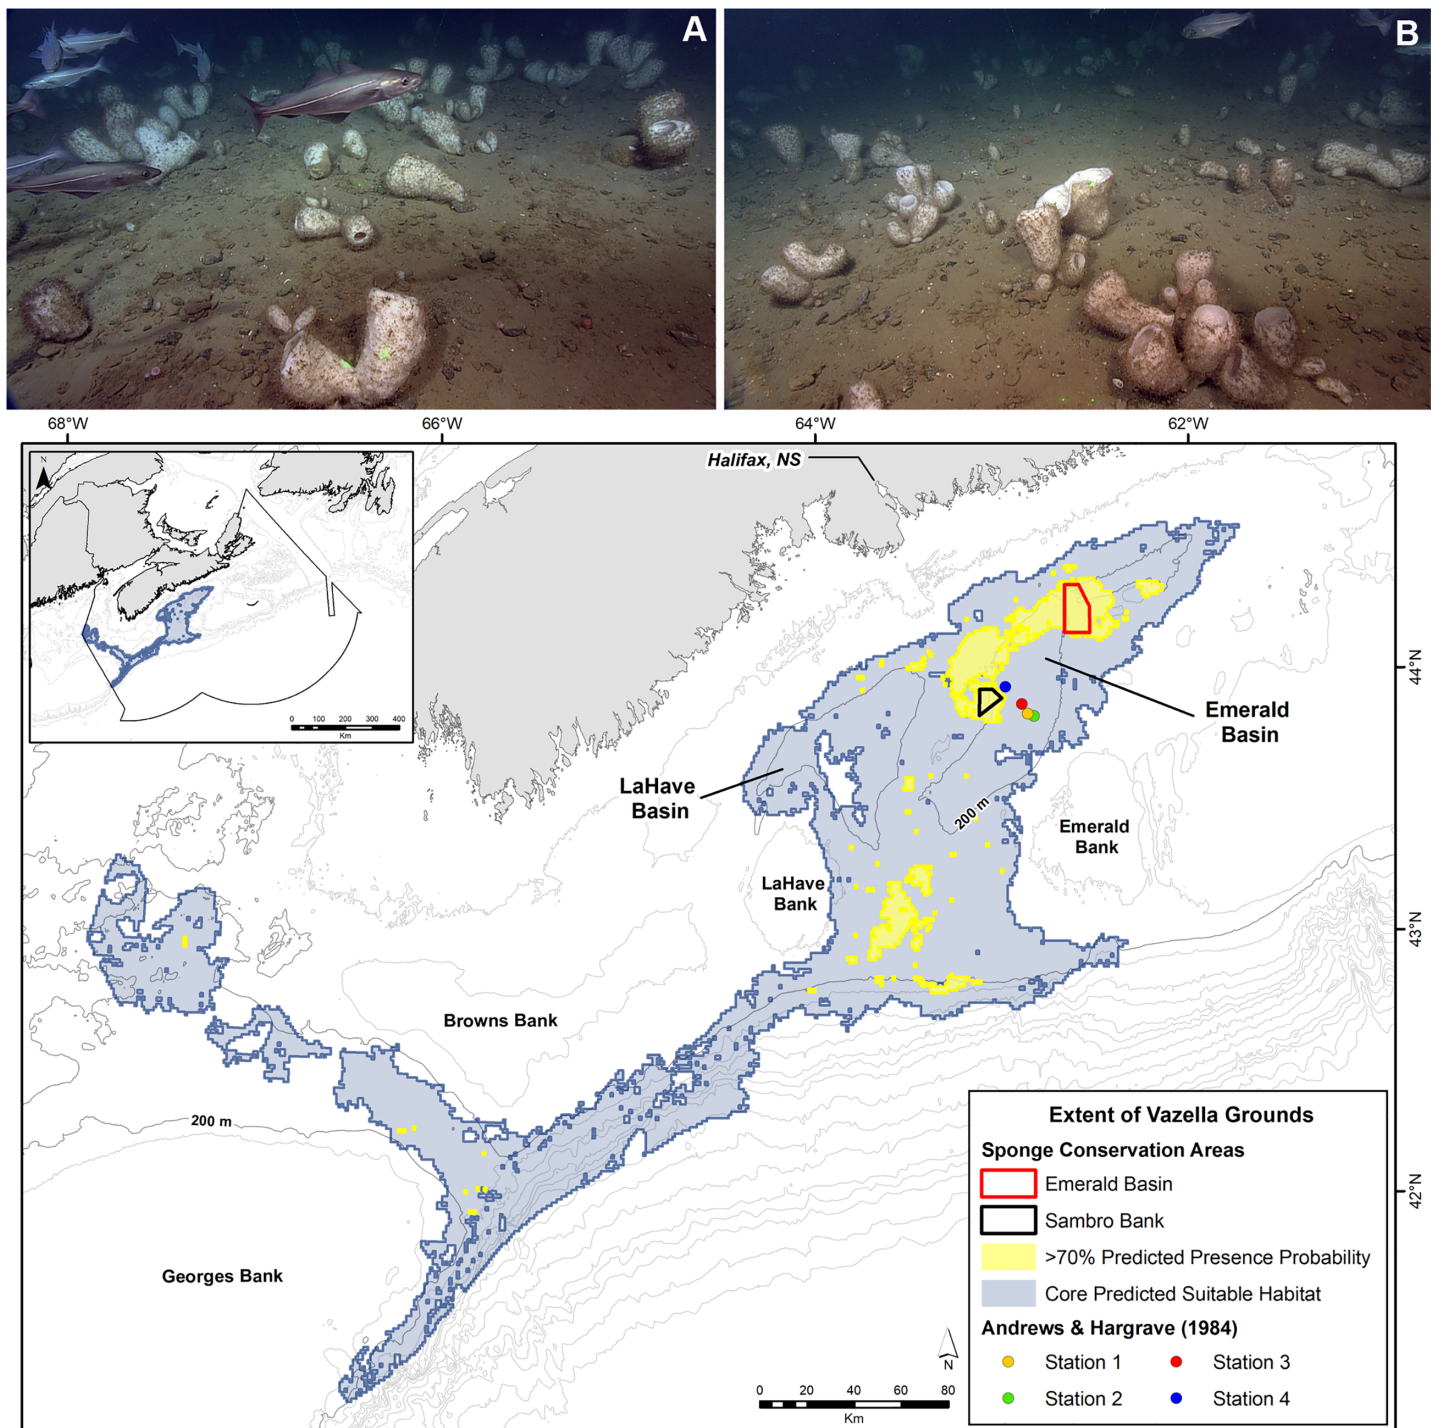 A
B
68°W
66°W
64°W
62°W
Halifax, NS
N
0 100 200 300 400
Km
44°N
Emerald
Basin
LaHave
Basin
200 m
Emerald
Bank
LaHave
Bank
43°N
Browns Bank
200 m
42°N
Georges Bank
N
0 20 40 60 80
Km
Extent of Vazella Grounds
Sponge Conservation Areas
Emerald Basin
Sambro Bank
>70% Predicted Presence Probability
Core Predicted Suitable Habitat
Andrews & Hargrave (1984)
Station 1
Station 3
Station 2
Station 4